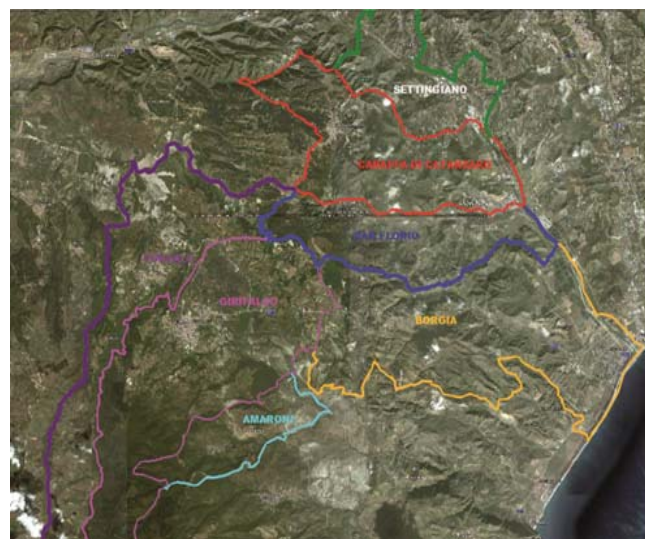 SETTINGIANO
CARAFFA DI CATANZARO
SAN FLORIO
GIRIFALCO
BORGIA
AMARONI